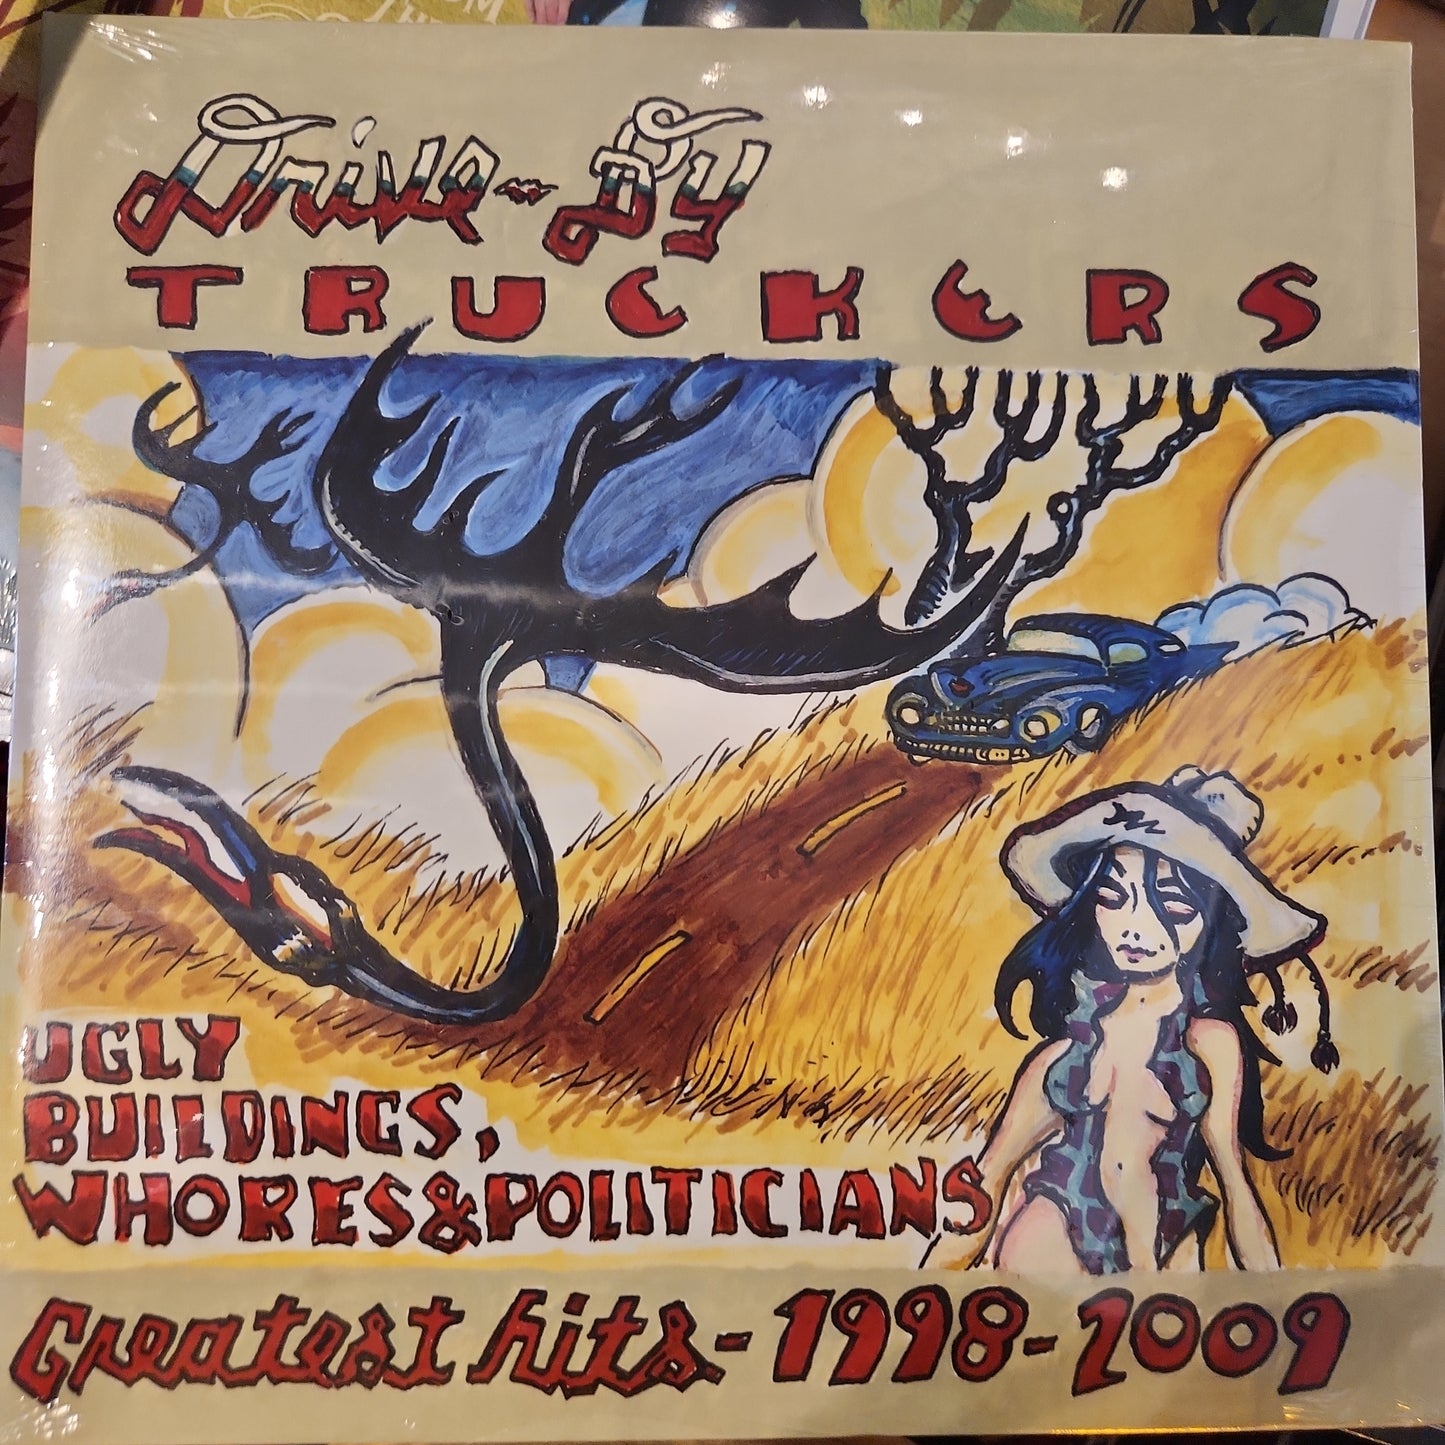 Drive-By
TRUCKERS
UGLY
BUILDINGS,
WHORES & POLITICIANS
Greatest hits - 1998-2009